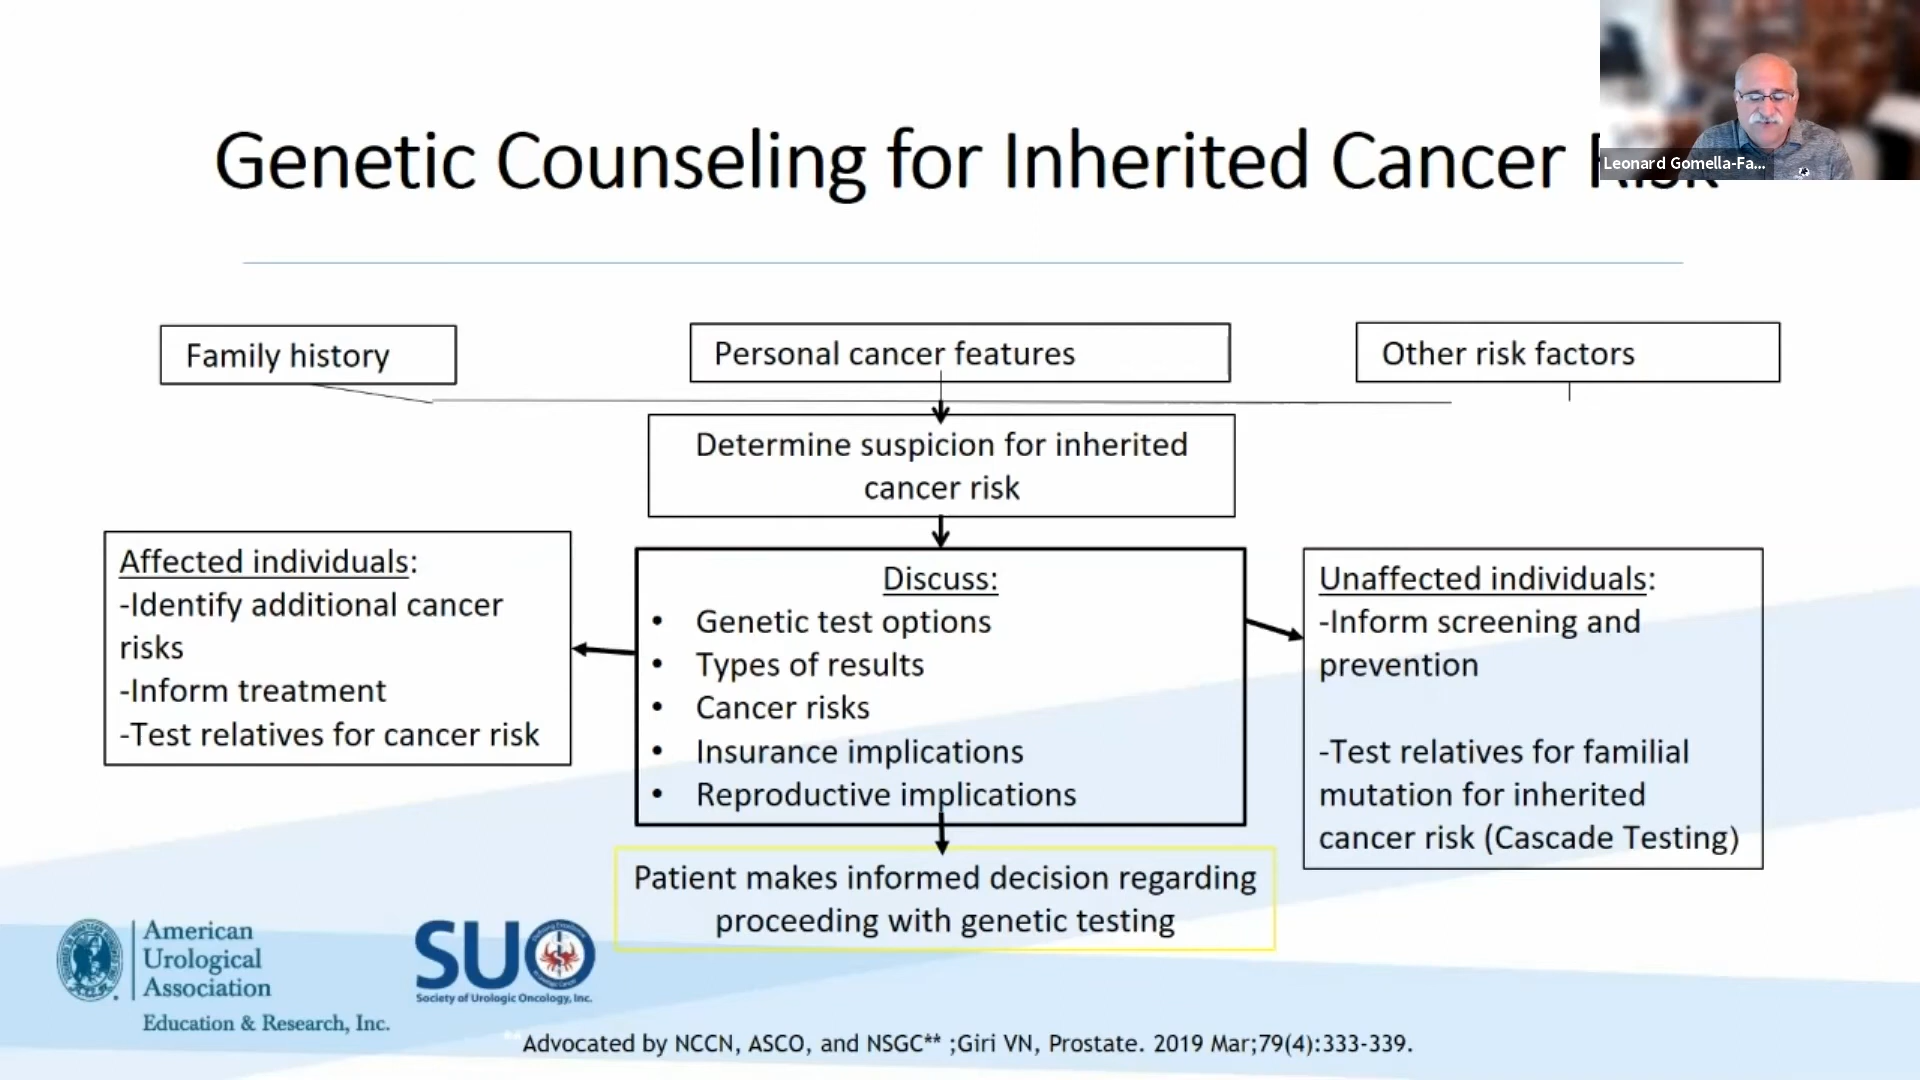 Genetic Counseling for Inherited Cancer Risk
Leonard Gomella-Fa...
Family history
Personal cancer features
Other risk factors
Determine suspicion for inherited
cancer risk
Affected individuals:
-Identify additional cancer
risks
-Inform treatment
-Test relatives for cancer risk
Discuss:
• Genetic test options
• Types of results
• Cancer risks
• Insurance implications
• Reproductive implications
Unaffected individuals:
-Inform screening and
prevention
-Test relatives for familial
mutation for inherited
cancer risk (Cascade Testing)
Patient makes informed decision regarding
proceeding with genetic testing
American
Urological
Association
Education & Research, Inc.
SUO
Society of Urologic Oncology, Inc.
Advocated by NCCN, ASCO, and NSGC** ;Giri VN, Prostate. 2019 Mar;79(4):333-339.